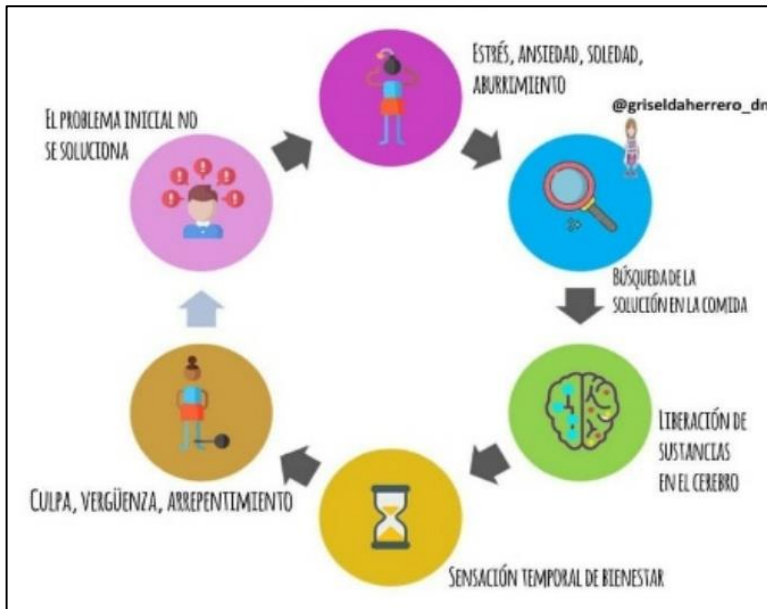 ESTRÉS, ANSIEDAD, SOLEDAD,
ABURRIMIENTO
@griseldaherrero_dn
BÚSQUEDA DE LA
SOLUCIÓN EN LA COMIDA
LIBERACIÓN DE
SUSTANCIAS
EN EL CEREBRO
SENSACIÓN TEMPORAL DE BIENESTAR
CULPA, VERGÜENZA, ARREPENTIMIENTO
EL PROBLEMA INICIAL NO
SE SOLUCIONA